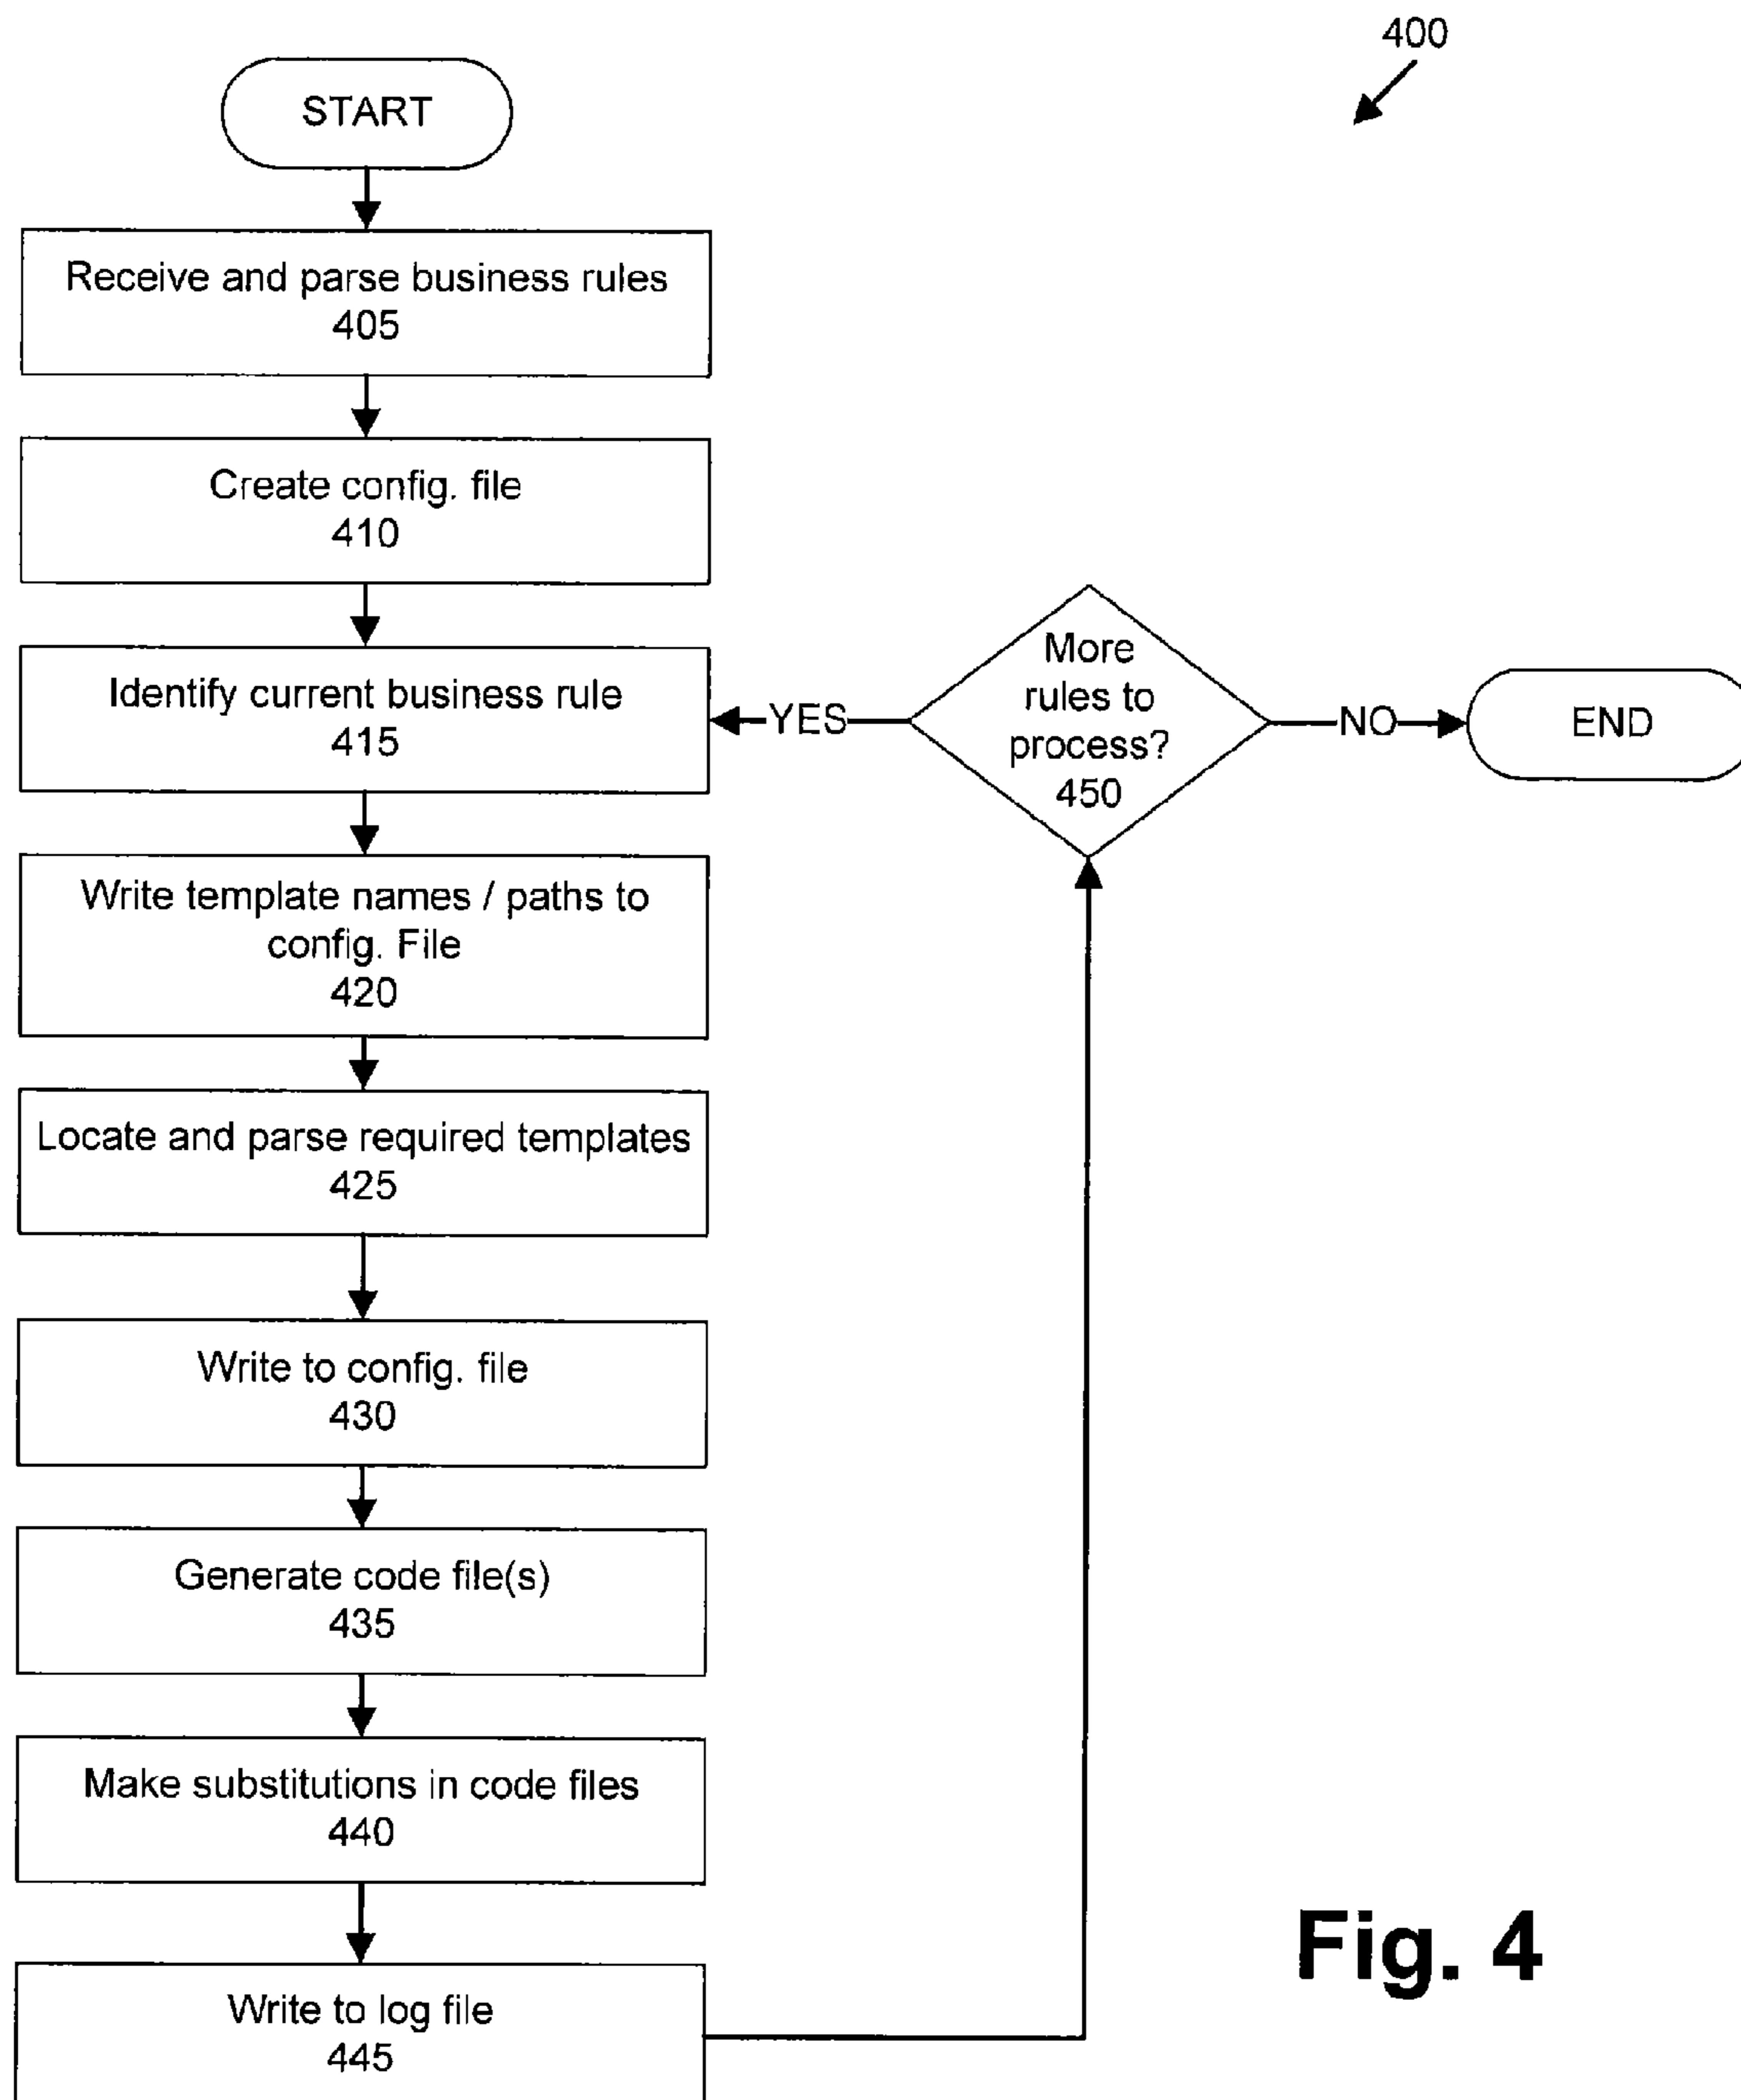 400
START
Receive and parse business rules
405
Create config. file
410
Identify current business rule
415
YES
More
rules to
process?
450
NO
END
Write template names / paths to
config. File
420
Locate and parse required templates
425
Write to config. file
430
Generate code file(s)
435
Make substitutions in code files
440
Write to log file
445
Fig. 4